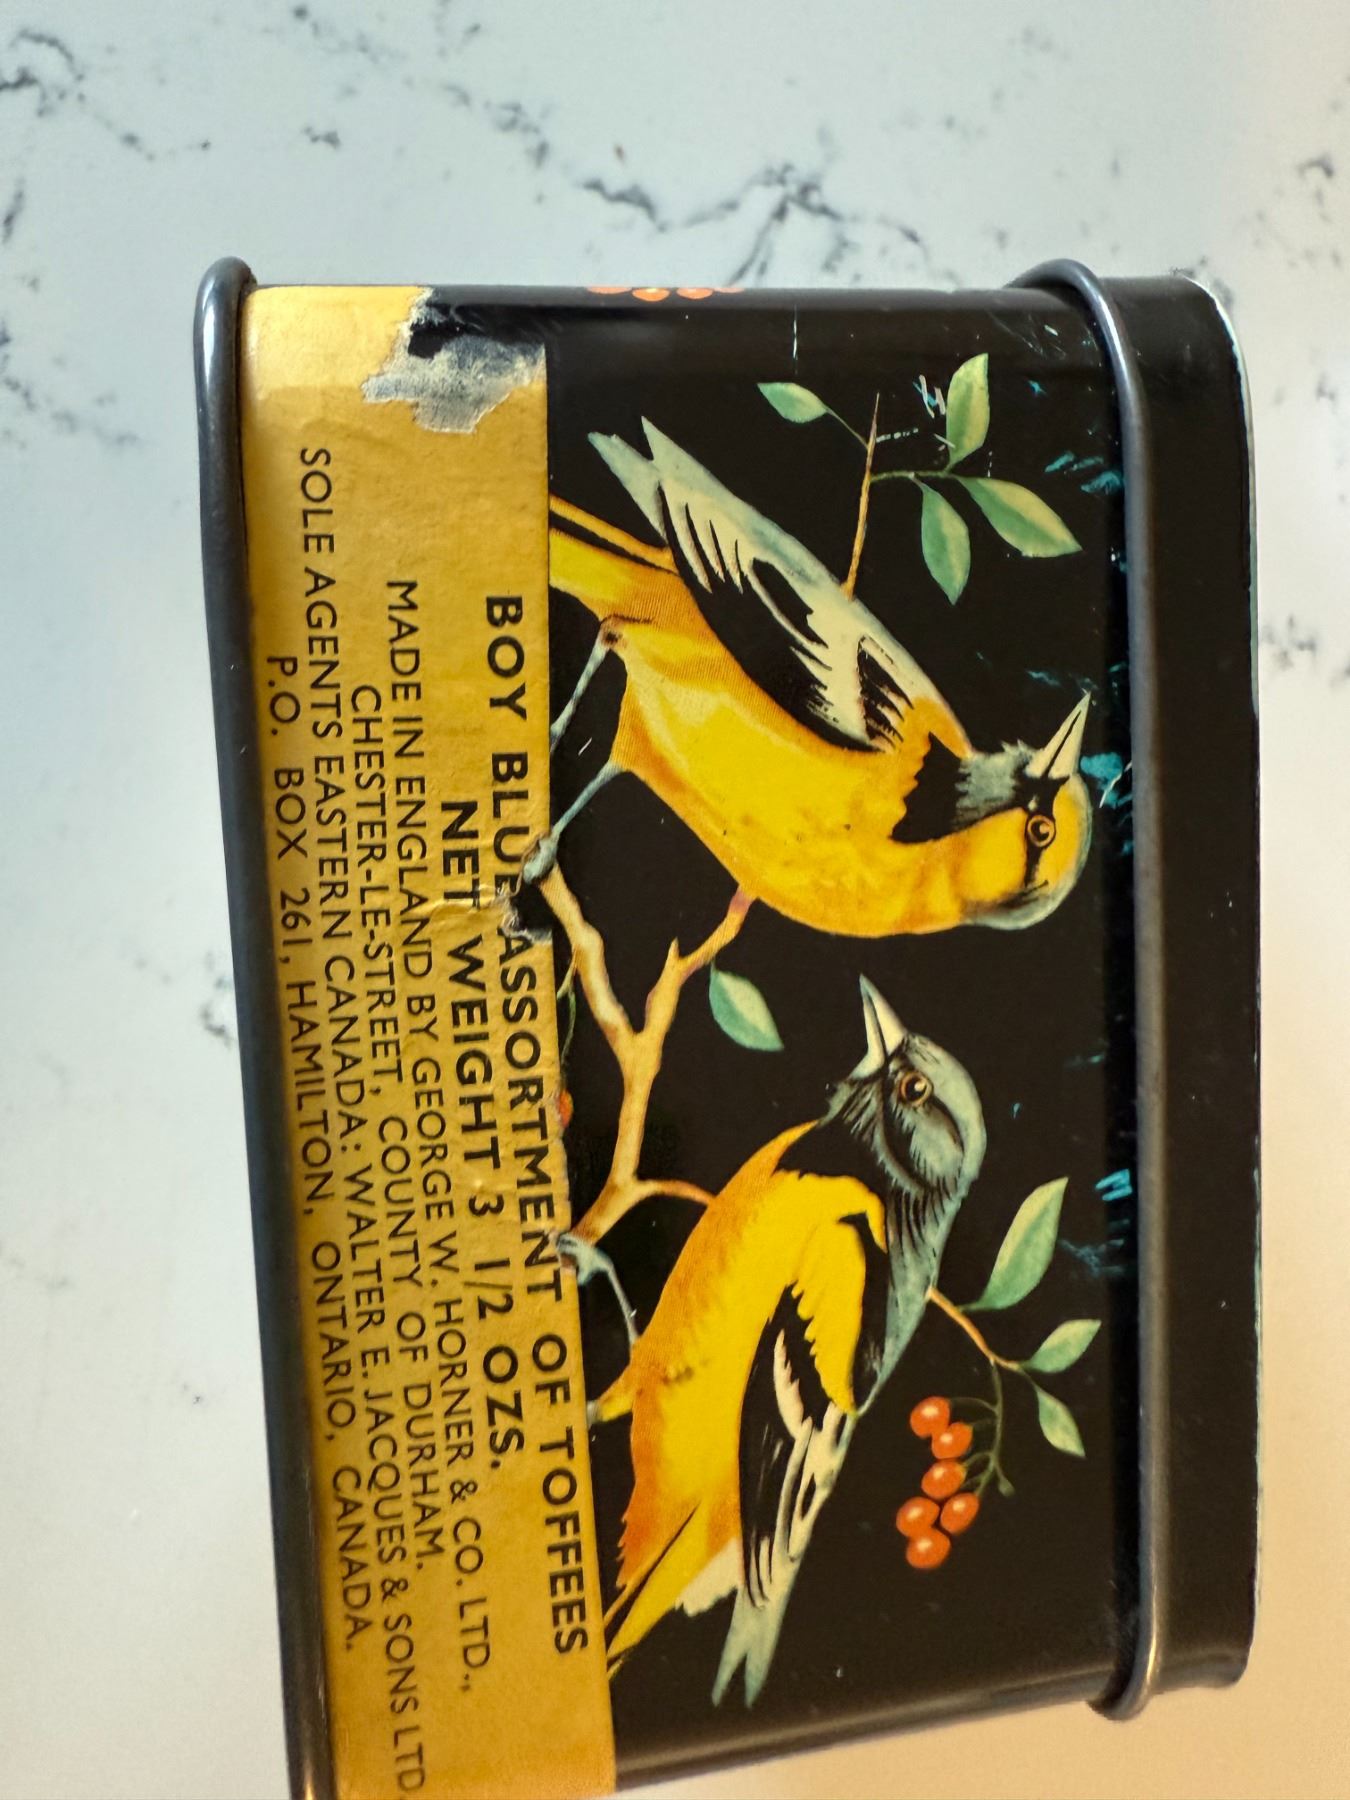 BOY BLUE ASSORTMENT OF TOFFEES
NET WEIGHT 3 1/2 OZS.
MADE IN ENGLAND BY GEORGE W. HORNER & CO. LTD.,
CHESTER-LE-STREET, COUNTY OF DURHAM.
SOLE AGENTS EASTERN CANADA: WALTER E. JACQUES & SONS LTD.
P.O. BOX 261, HAMILTON, ONTARIO, CANADA.